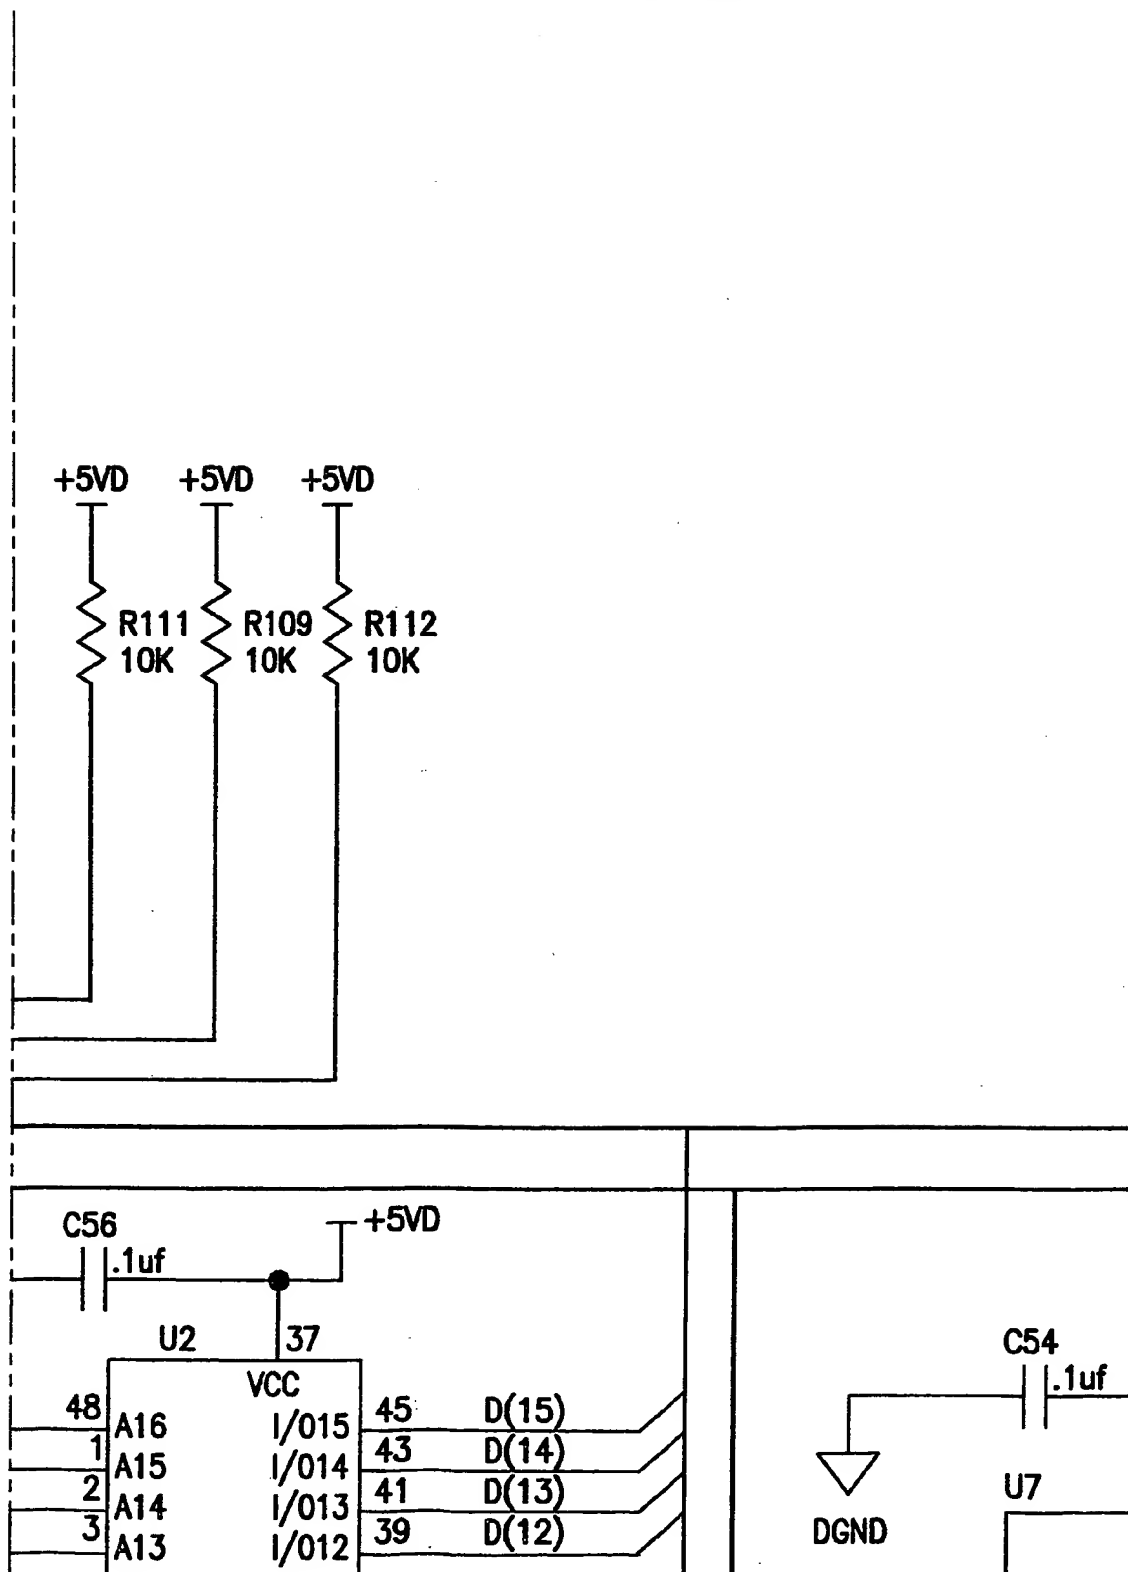 +5VD +5VD +5VD
R111 R109 R112
10K 10K 10K
C56
.1uf
+5VD
U2 37
VCC
48 A16 I/O15 45 D(15)
1 A15 I/O14 43 D(14)
2 A14 I/O13 41 D(13)
3 A13 I/O12 39 D(12)
C54
.1uf
DGND
U7